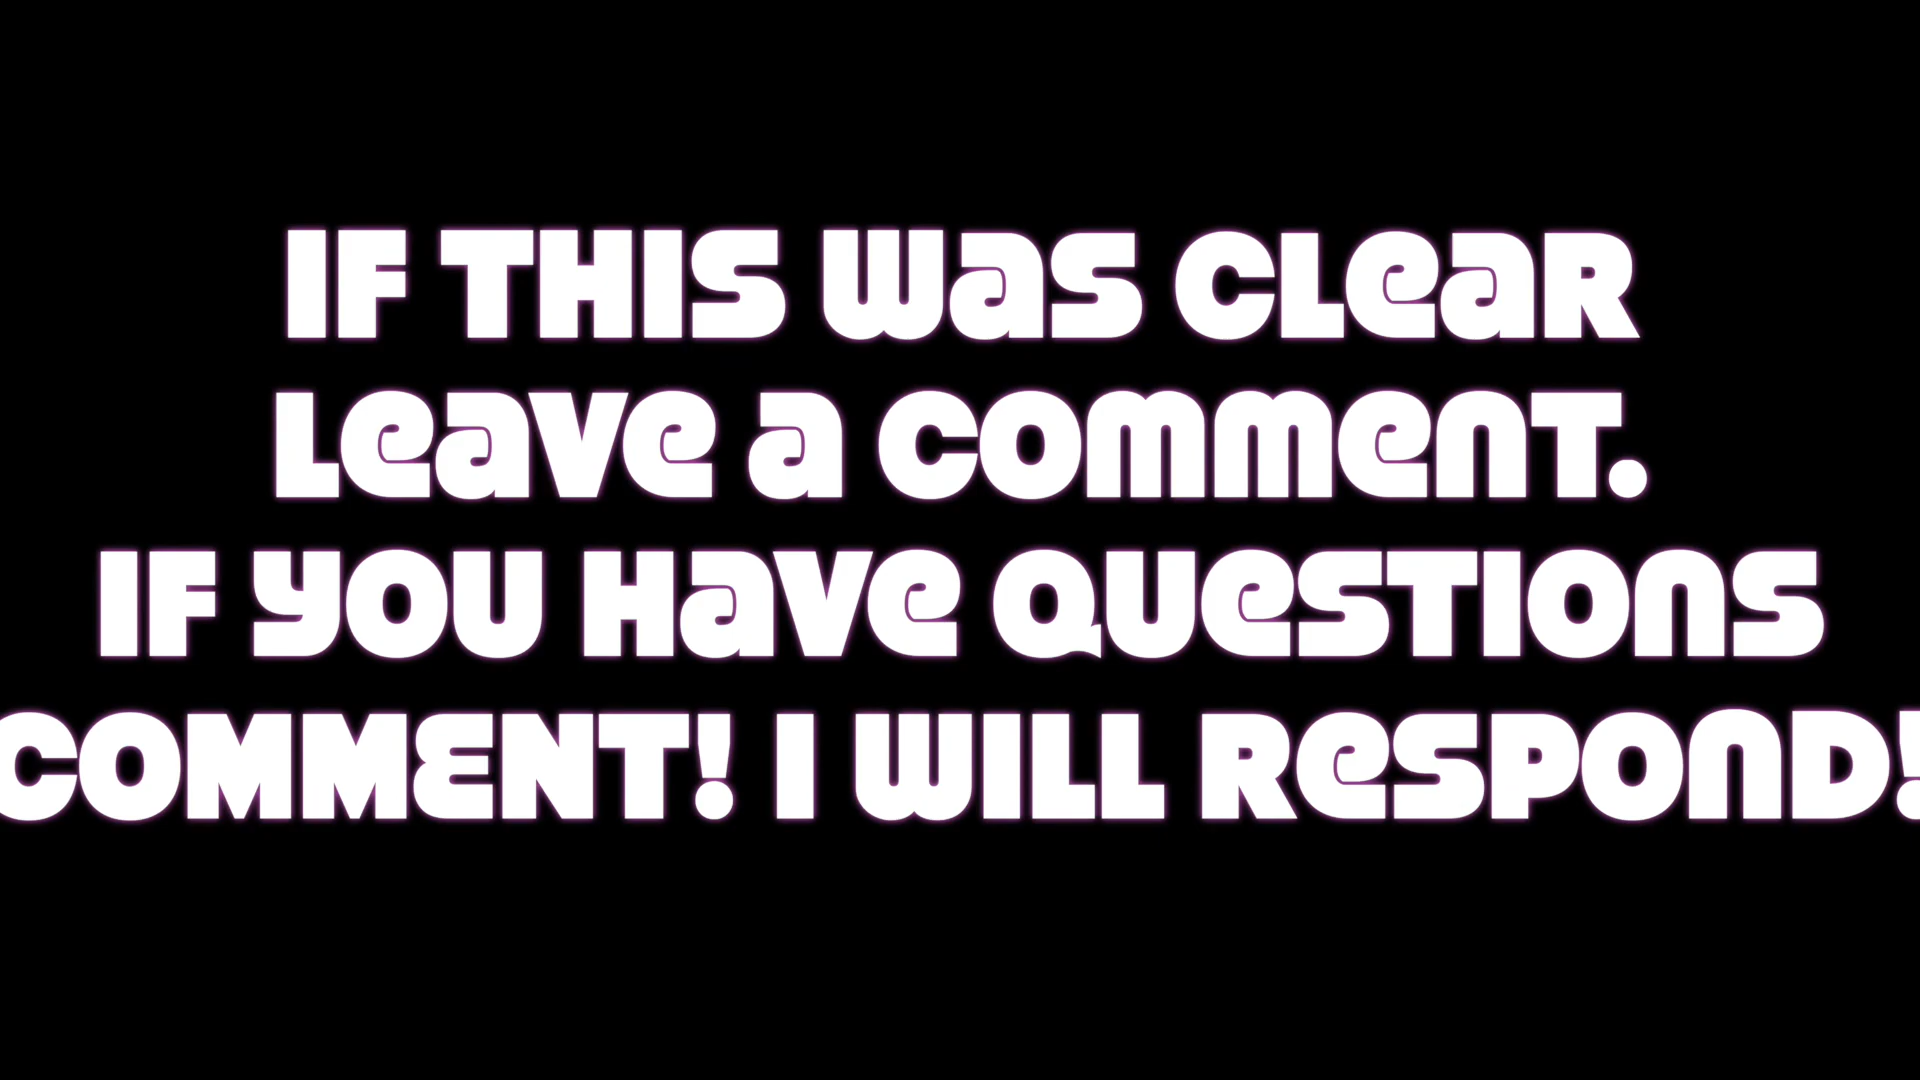 If this was clear
leave a comment.
If you have questions
COMMENT! I will respond!